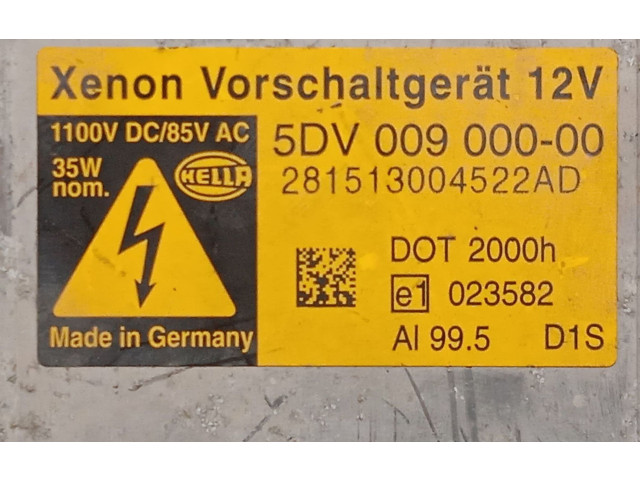 Xenon Vorschaltgerät 12V
1100V DC/85V AC
35W
nom.
HELLA
Made in Germany
5DV 009 000-00
281513004522AD
DOT 2000h
e1 023582
Al 99.5 D1S